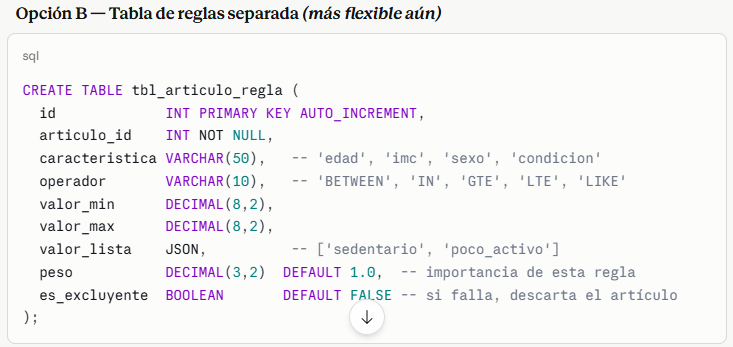 Opción B — Tabla de reglas separada (más flexible aún)
sql
CREATE TABLE tbl_articulo_regla (
  id             INT PRIMARY KEY AUTO_INCREMENT,
  articulo_id    INT NOT NULL,
  caracteristica VARCHAR(50),   -- 'edad', 'imc', 'sexo', 'condicion'
  operador       VARCHAR(10),   -- 'BETWEEN', 'IN', 'GTE', 'LTE', 'LIKE'
  valor_min      DECIMAL(8,2),
  valor_max      DECIMAL(8,2),
  valor_lista    JSON,          -- ['sedentario', 'poco_activo']
  peso           DECIMAL(3,2)  DEFAULT 1.0,  -- importancia de esta regla
  es_excluyente  BOOLEAN       DEFAULT FALSE -- si falla, descarta el artículo
);